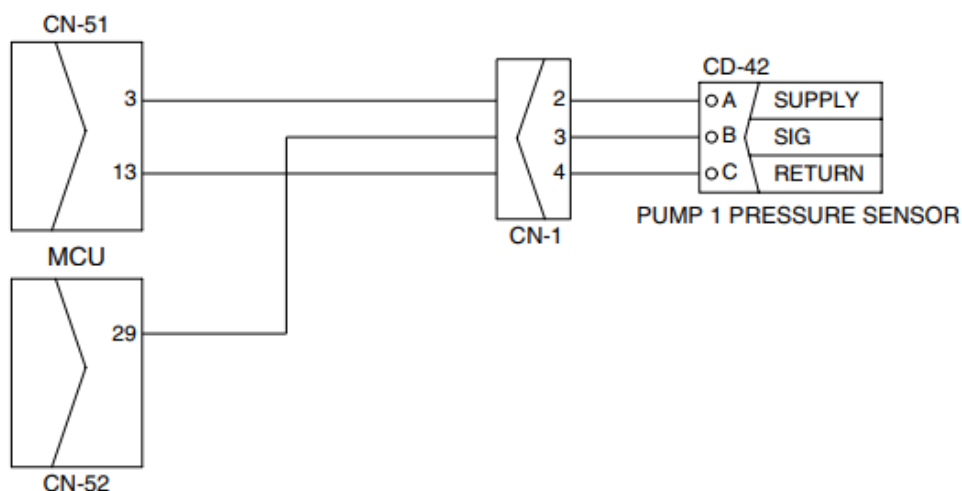 CN-51
CD-42
3
2
A
SUPPLY
3
B
SIG
13
4
C
RETURN
PUMP 1 PRESSURE SENSOR
CN-1
MCU
29
CN-52